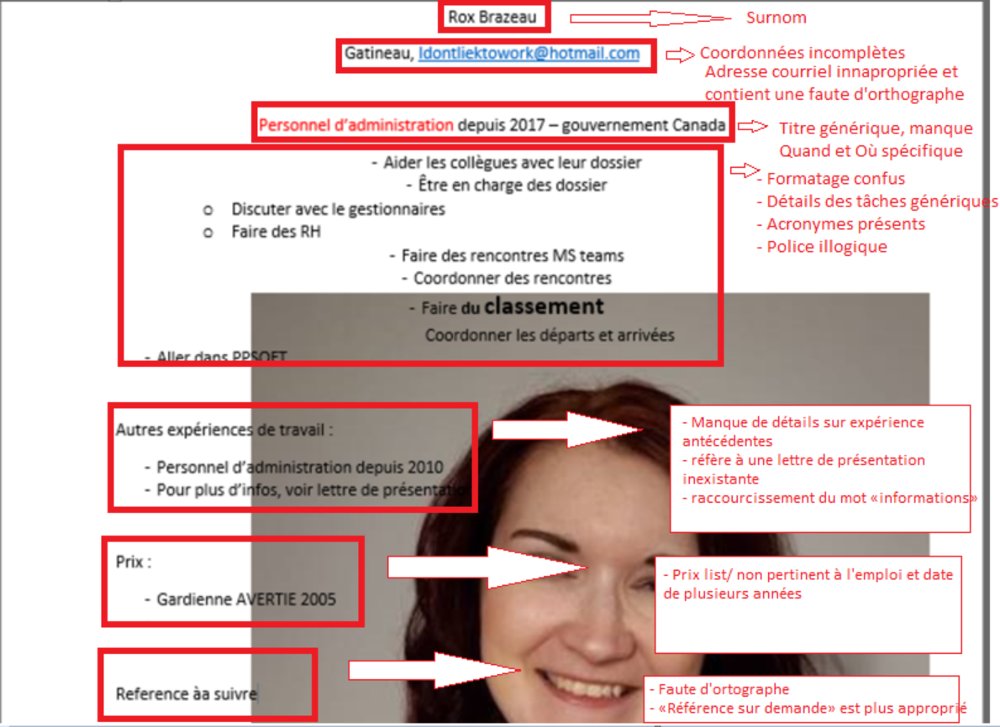 Rox Brazeau
Surnom
Gatineau, Idontliektowork@hotmail.com
Coordonnées incomplètes
Adresse courriel innapropriée et
contient une faute d'orthographe
Personnel d'administration depuis 2017 – gouvernement Canada
Titre générique, manque
Quand et Où spécifique
- Aider les collègues avec leur dossier
- Être en charge des dossier
o Discuter avec le gestionnaires
o Faire des RH
- Faire des rencontres MS teams
- Coordonner des rencontres
- Faire du classement
Coordonner les départs et arrivées
- Aller dans PPSOFT
- Formatage confus
- Détails des tâches génériques
- Acronymes présents
- Police illogique
Autres expériences de travail :
- Personnel d'administration depuis 2010
- Pour plus d'infos, voir lettre de présentation
- Manque de détails sur expérience
antécédentes
- réfère à une lettre de présentation
inexistante
- raccourcissement du mot «informations»
Prix :
- Gardienne AVERTIE 2005
- Prix list/ non pertinent à l'emploi et date
de plusieurs années
Reference àa suivre
- Faute d'ortographe
- «Référence sur demande» est plus approprié